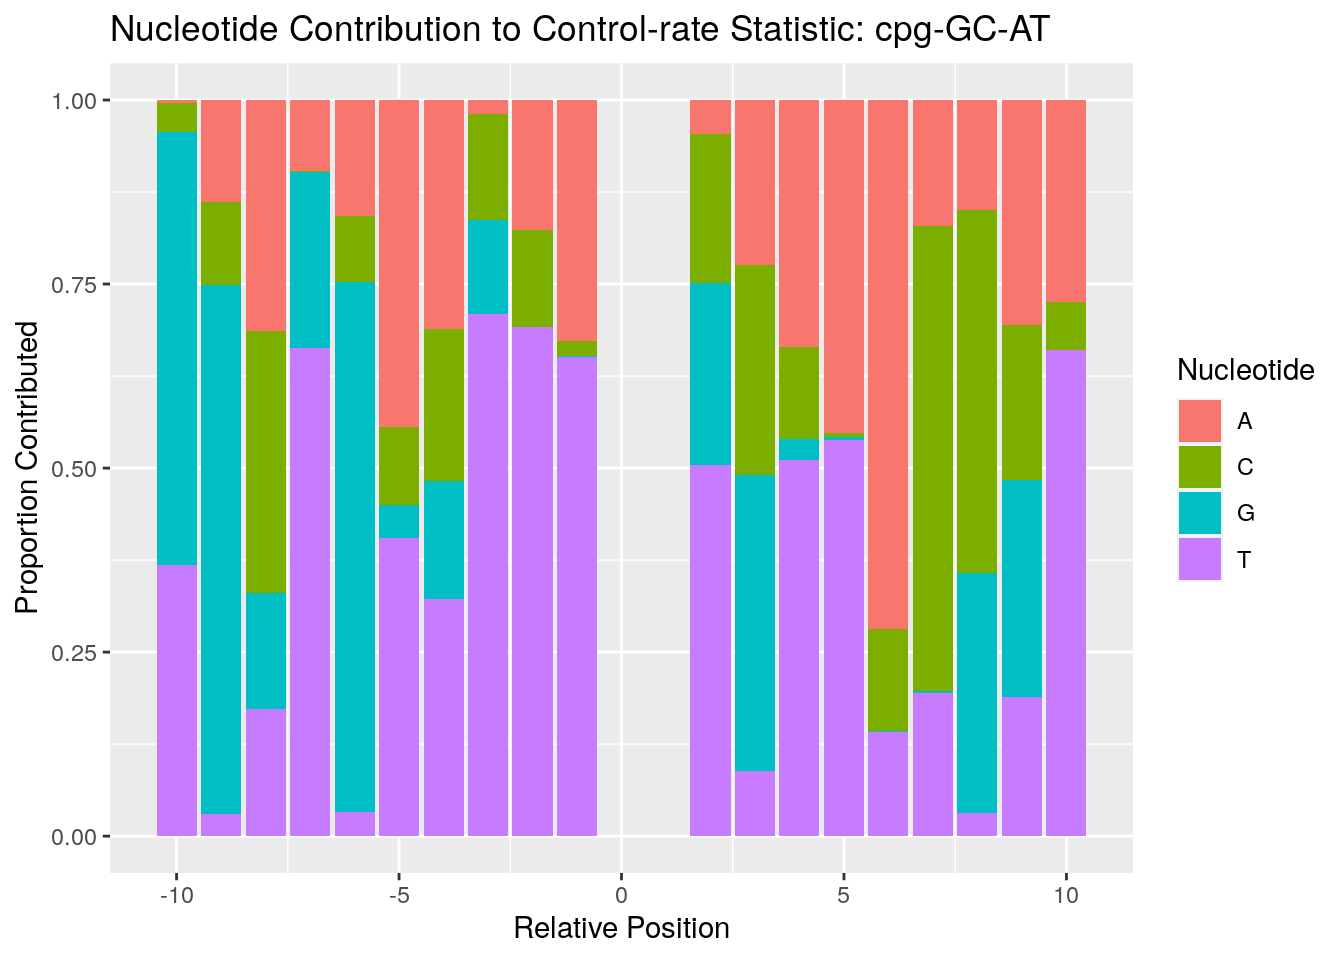 Nucleotide Contribution to Control-rate Statistic: cpg-GC-AT
Proportion Contributed
1.00
0.75
0.50
0.25
0.00
-10
-5
0
5
10
Relative Position
Nucleotide
A
C
G
T